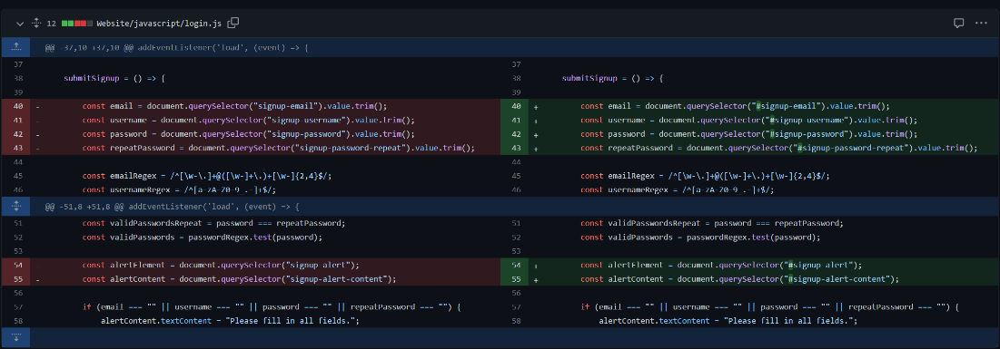 12 Website/javascript/login.js
@@ -37,10 +37,10 @@ addEventListener('load', (event) => {
37
38 submitSignup = () => {
39
40 - const email = document.querySelector("signup-email").value.trim();
41 - const username = document.querySelector("signup-username").value.trim();
42 - const password = document.querySelector("signup-password").value.trim();
43 - const repeatPassword = document.querySelector("signup-password-repeat").value.trim();
44
45 const emailRegex = /^[\w-\.]+@([\w-]+\.)+[\w-]{2,4}$/;
46 const usernameRegex = /^[a-zA-Z0-9_.-]+$/;
37
38 submitSignup = () => {
39
40 + const email = document.querySelector("#signup-email").value.trim();
41 + const username = document.querySelector("#signup-username").value.trim();
42 + const password = document.querySelector("#signup-password").value.trim();
43 + const repeatPassword = document.querySelector("#signup-password-repeat").value.trim();
44
45 const emailRegex = /^[\w-\.]+@([\w-]+\.)+[\w-]{2,4}$/;
46 const usernameRegex = /^[a-zA-Z0-9_.-]+$/;
@@ -51,8 +51,8 @@ addEventListener('load', (event) => {
51 const validPasswordsRepeat = password === repeatPassword;
52 const validPasswords = passwordRegex.test(password);
53
54 - const alertElement = document.querySelector("signup-alert");
55 - const alertContent = document.querySelector("signup-alert-content");
56
57 if (email === "" || username === "" || password === "" || repeatPassword === "") {
58 alertContent.textContent = "Please fill in all fields.";
51 const validPasswordsRepeat = password === repeatPassword;
52 const validPasswords = passwordRegex.test(password);
53
54 + const alertElement = document.querySelector("#signup-alert");
55 + const alertContent = document.querySelector("#signup-alert-content");
56
57 if (email === "" || username === "" || password === "" || repeatPassword === "") {
58 alertContent.textContent = "Please fill in all fields.";